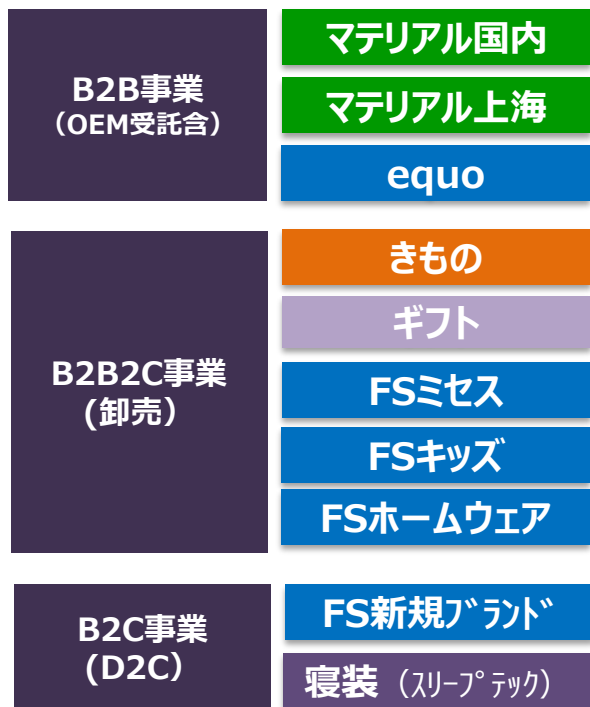 B2B事業
（OEM受託含）
マテリアル国内
マテリアル上海
equo
B2B2C事業
(卸売）
きもの
ギフト
FSミセス
FSキッズ
FSホームウェア
B2C事業
(D2C）
FS新規ﾌﾞﾗﾝﾄﾞ
寝装（ｽﾘｰﾌﾟﾃｯｸ）